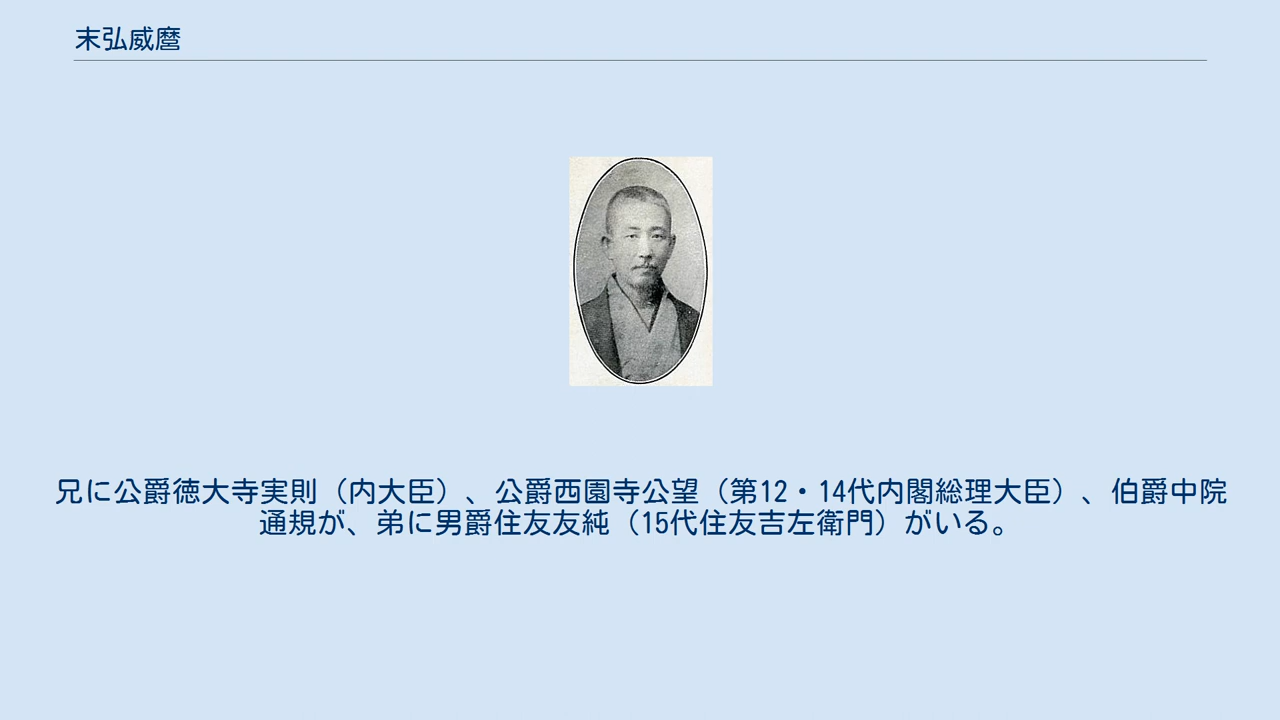 末弘威麿
兄に公爵徳大寺実則（内大臣）、公爵西園寺公望（第12・14代内閣総理大臣）、伯爵中院
通規が、弟に男爵住友友純（15代住友吉左衛門）がいる。